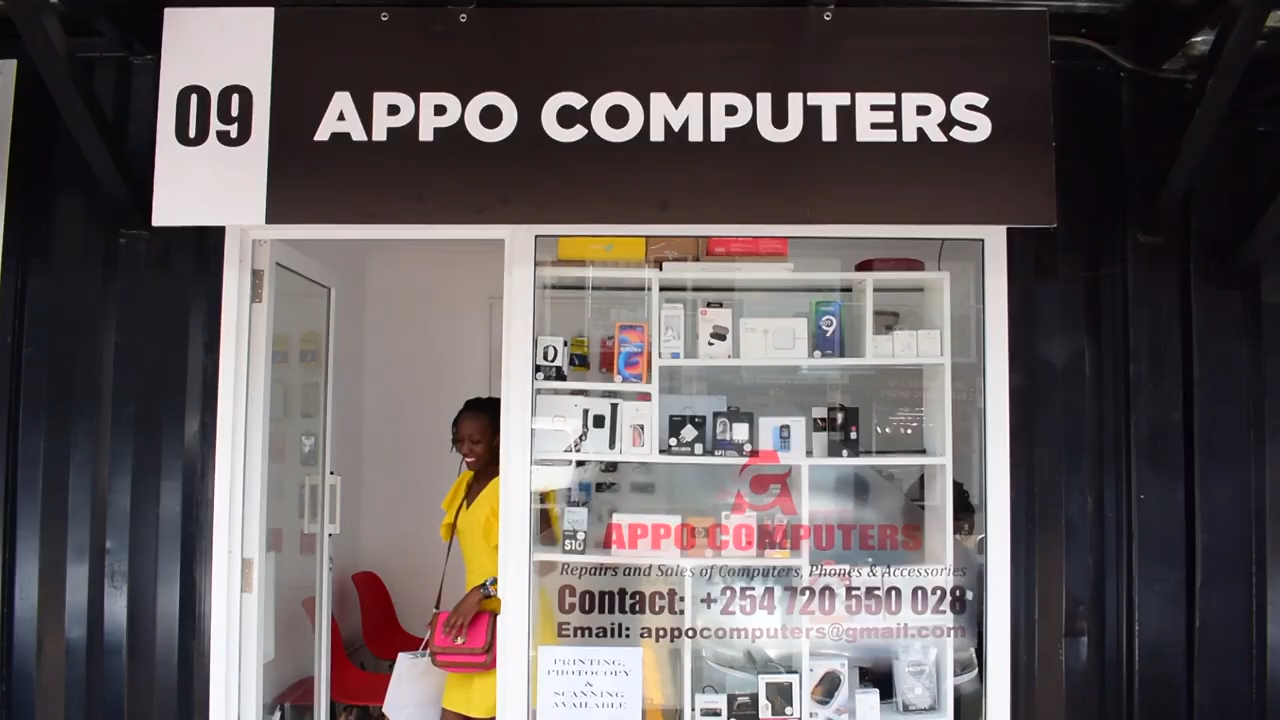 09
APPO COMPUTERS
S10
APPO COMPUTERS
Repairs and Sales of Computers, Phones & Accessories
Contact: +254 720 550 028
Email: appocomputers@gmail.com
PRINTING,
PHOTOCOPY
&
SCANNING
AVAILABLE